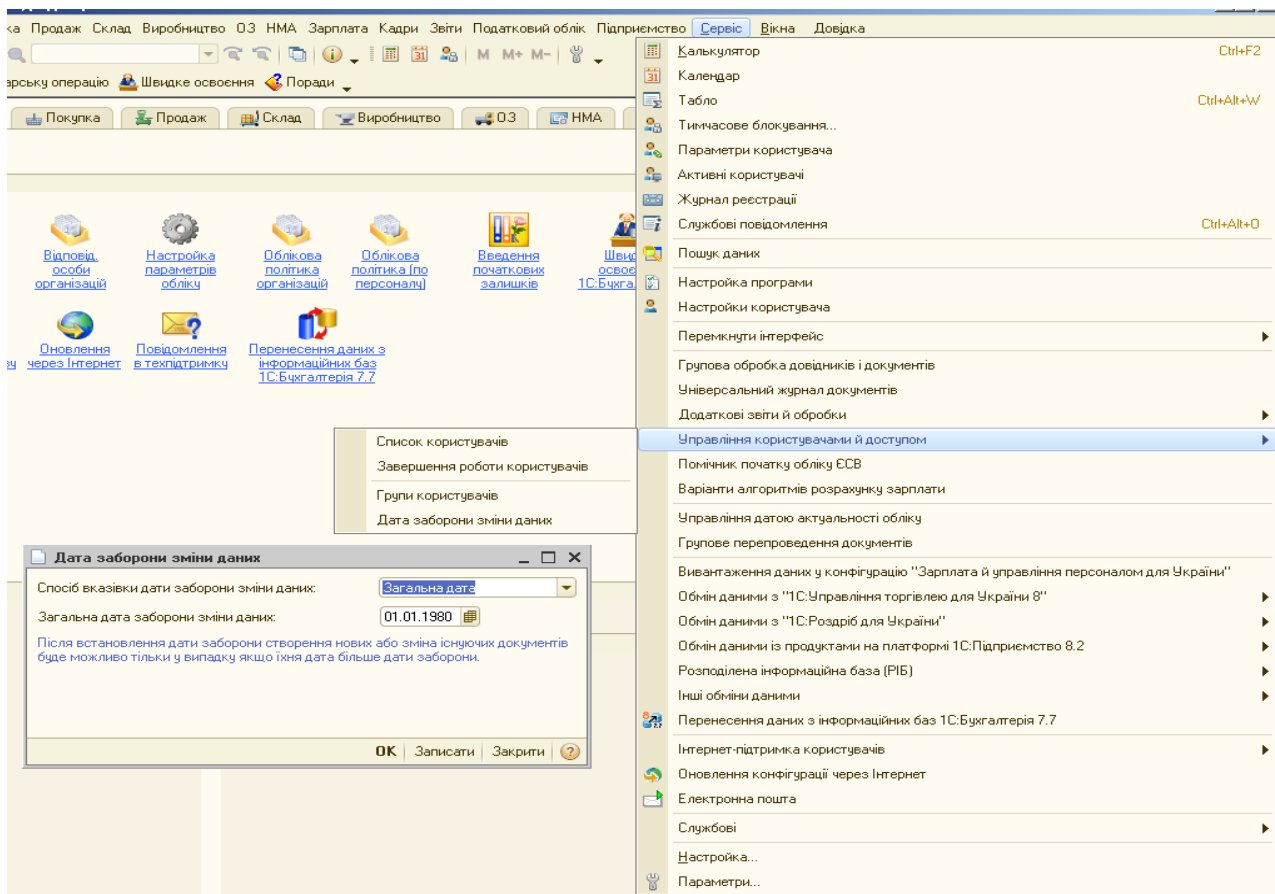 ка Продаж Склад Виробництво ОЗ НМА Зарплата Кадри Звіти Податковий облік Підприємство Сервіс Вікна Довідка
M M+ M-
арську операцію Швидке освоєння Поради
Покупка Продаж Склад Виробництво ОЗ НМА
Відповід. особи організацій
Настройка параметрів обліку
Облікова політика організацій
Облікова політика (по персоналу)
Введення початкових залишків
Швид
освоє
1С:Бухга
Оновлення через Інтернет
Повідомлення в техпідтримку
Перенесення даних з інформаційних баз 1С:Бухгалтерія 7.7
Калькулятор Ctrl+F2
Календар
Табло Ctrl+Alt+W
Тимчасове блокування...
Параметри користувача
Активні користувачі
Журнал реєстрації
Службові повідомлення Ctrl+Alt+O
Пошук даних
Настройка програми
Настройки користувача
Перемкнути інтерфейс
Групова обробка довідників і документів
Універсальний журнал документів
Додаткові звіти й обробки
Управління користувачами й доступом
Помічник початку обліку ЄСВ
Варіанти алгоритмів розрахунку зарплати
Управління датою актуальності обліку
Групове перепроведення документів
Вивантаження даних у конфігурацію "Зарплата й управління персоналом для України"
Обмін даними з "1С:Управління торгівлею для України 8"
Обмін даними з "1С:Роздріб для України"
Обмін даними із продуктами на платформі 1С:Підприємство 8.2
Розподілена інформаційна база (РІБ)
Інші обміни даними
Перенесення даних з інформаційних баз 1С:Бухгалтерія 7.7
Інтернет-підтримка користувачів
Оновлення конфігурації через Інтернет
Електронна пошта
Службові
Настройка...
Параметри...
Список користувачів
Завершення роботи користувачів
Групи користувачів
Дата заборони зміни даних
Дата заборони зміни даних
Спосіб вказівки дати заборони зміни даних: Загальна дата
Загальна дата заборони зміни даних: 01.01.1980
Після встановлення дати заборони створення нових або зміна існуючих документів
буде можливо тільки у випадку якщо їхня дата більше дати заборони.
OK Записати Закрити